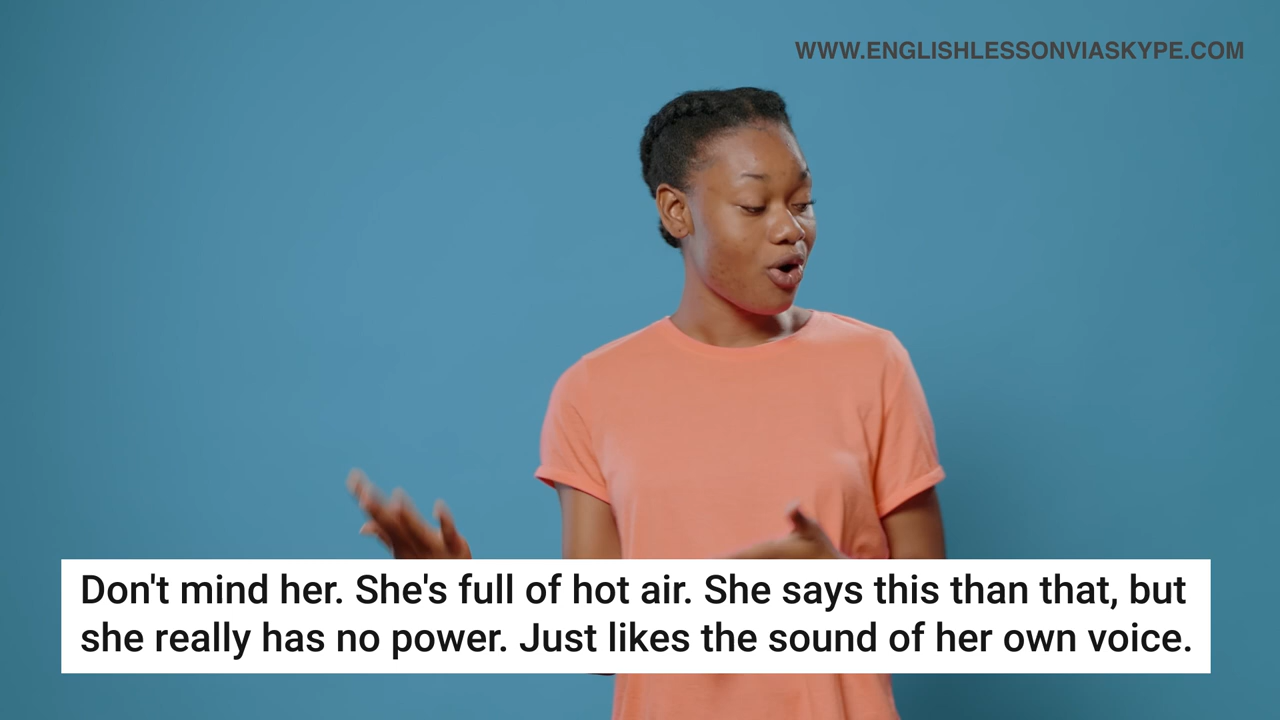 WWW.ENGLISHLESSONVIASKYPE.COM
Don't mind her. She's full of hot air. She says this than that, but
she really has no power. Just likes the sound of her own voice.